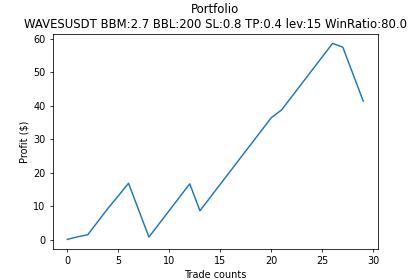 Portfolio
WAVESUSDT BBM:2.7 BBL:200 SL:0.8 TP:0.4 lev:15 WinRatio:80.0
60
50
40
30
20
10
0
Profit ($)
0 5 10 15 20 25 30
Trade counts